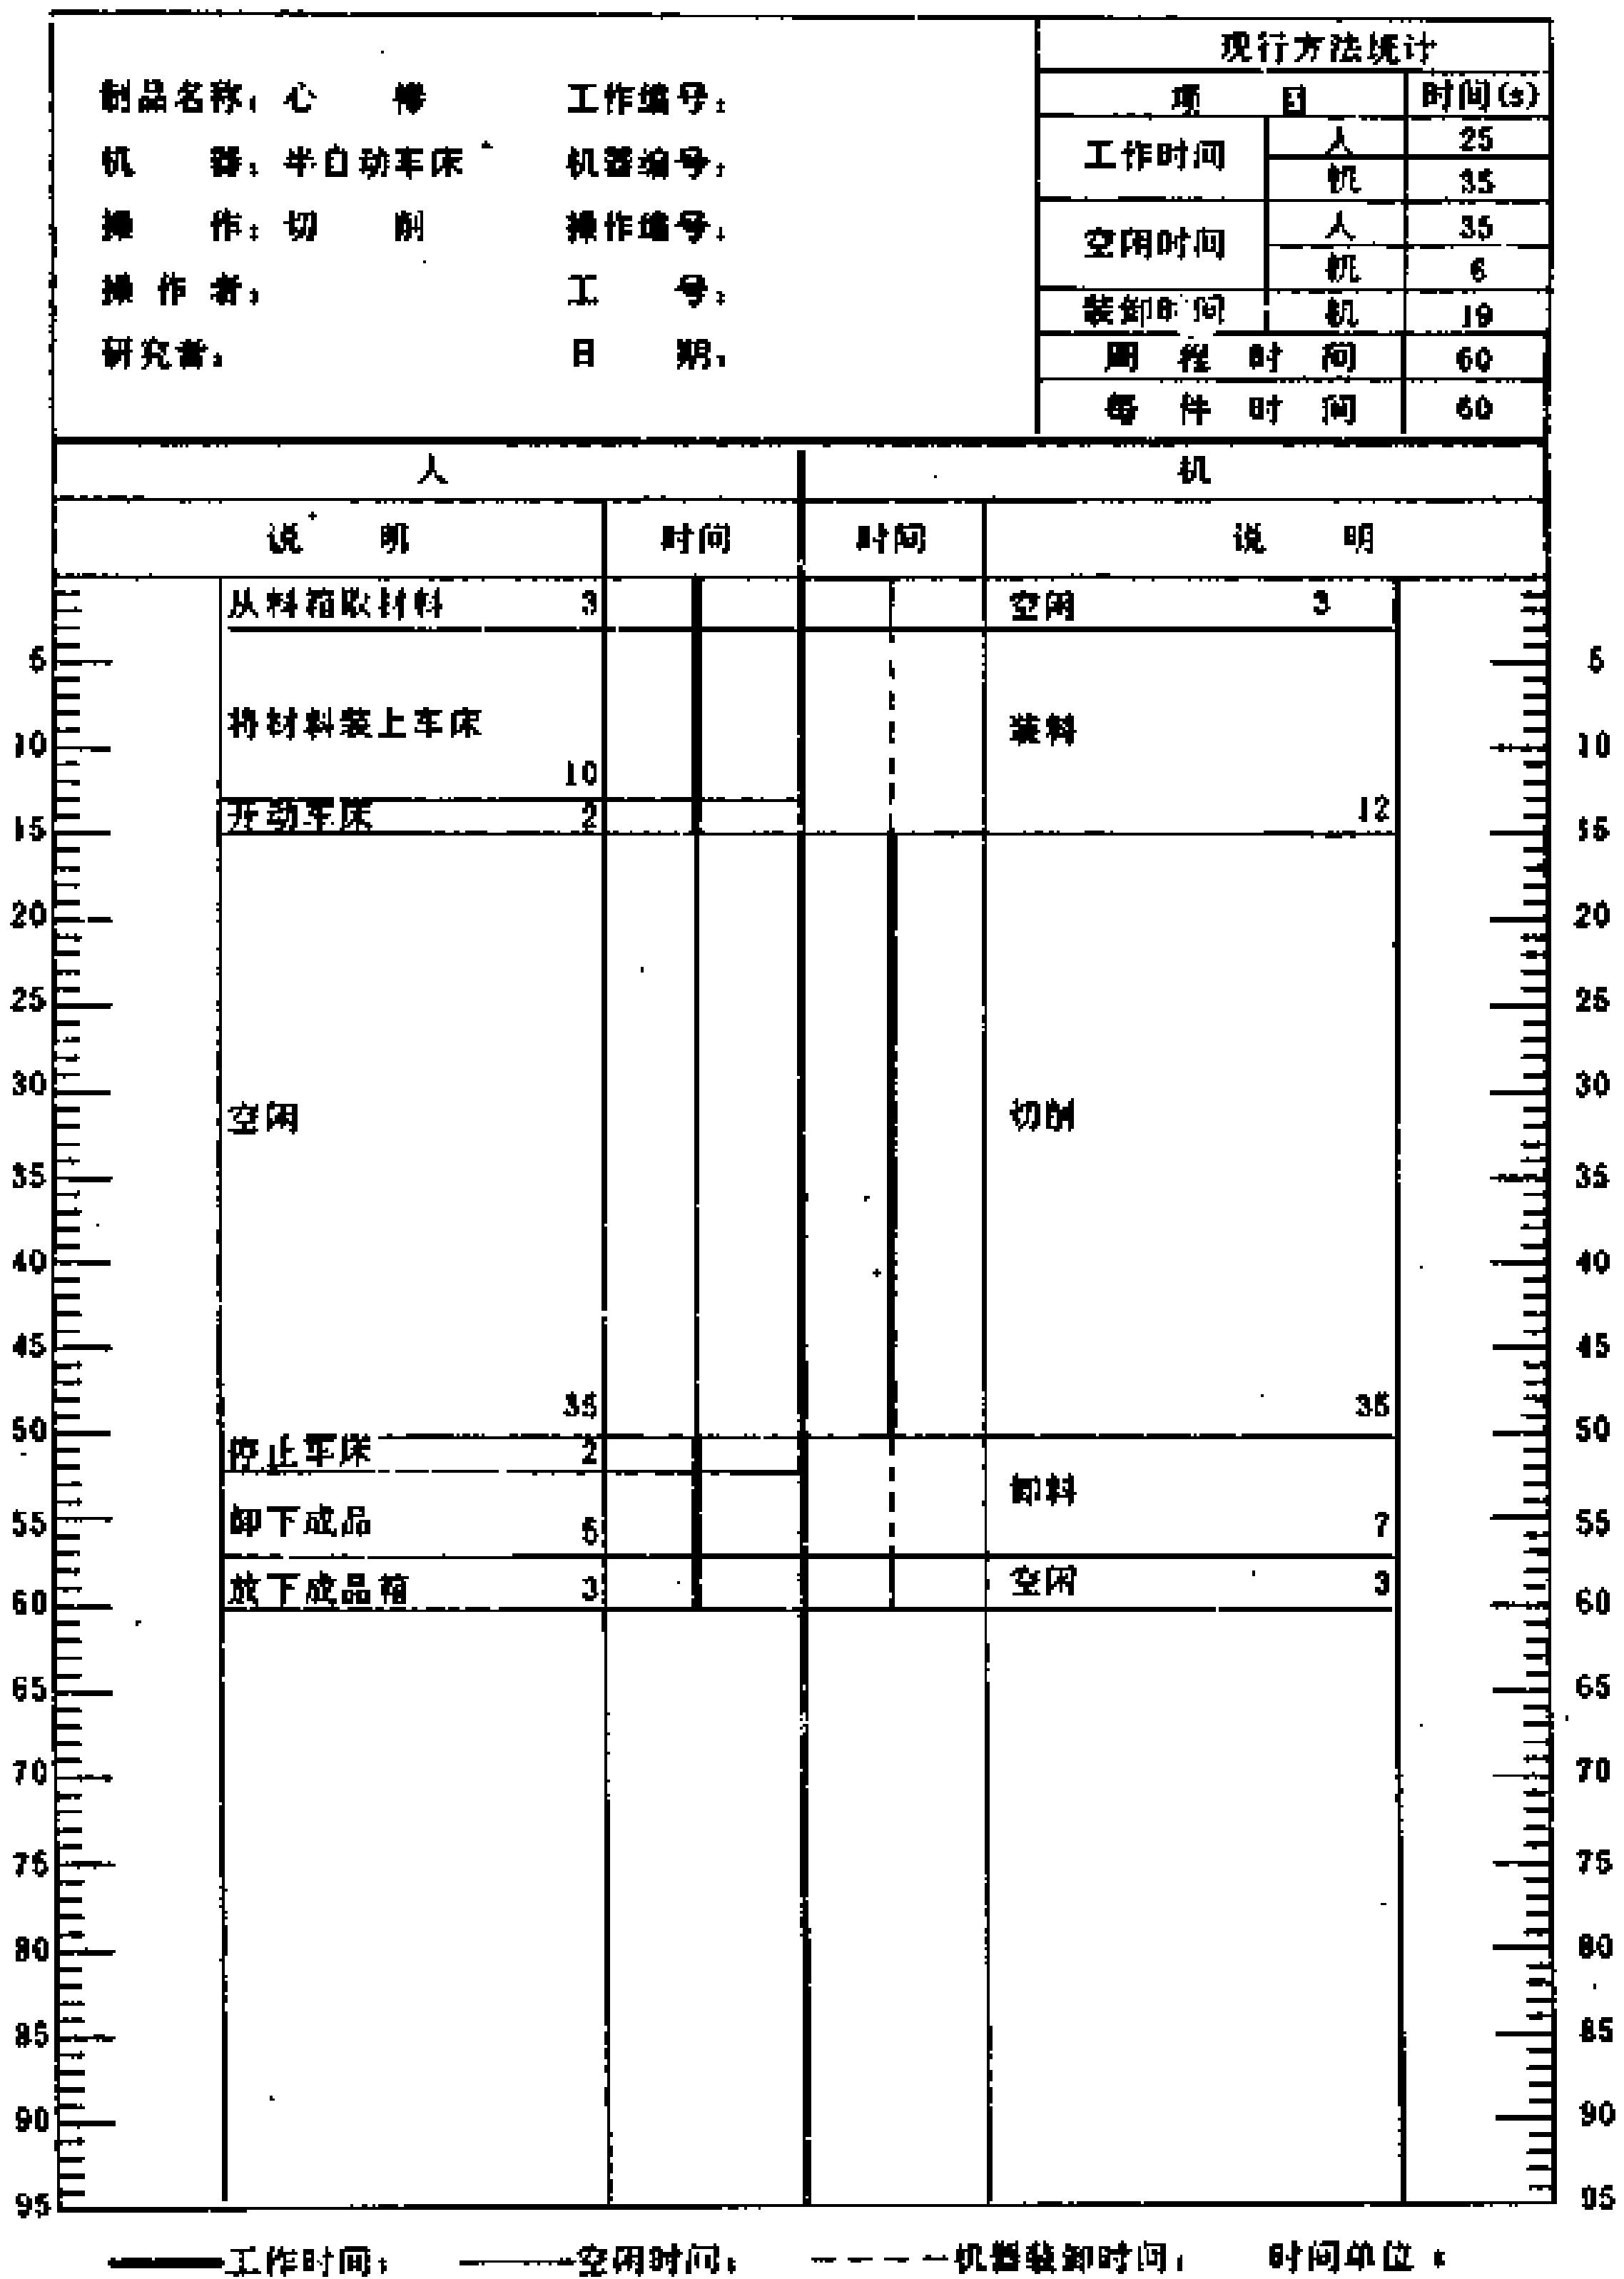 现行方法统计
制品名称：心 棒 工作编号：
项 目 时间(s)
机 器：半自动车床 机器编号：
工作时间 人 25
机 35
操 作：切 削 操作编号：
空闲时间 人 35
机 6
操作者： 工 号：
装卸时间 机 19
研究者： 日 期：
周程时间 60
每件时间 60
人 机
说 明 时间 时间 说 明
从料箱取材料 3 空闲 3
5 5
将材料装上车床 装料
10 10
10
开动车床 2 12
15 15
20 20
25 25
30 30
空闲 切削
35 35
40 40
45 45
35 35
50 50
停止车床 2
卸料
55 卸下成品 5 7 55
放下成品箱 3 空闲 3
60 60
65 65
70 70
75 75
80 80
85 85
90 90
95 95
工作时间； 空闲时间； 机器装卸时间； 时间单位 s